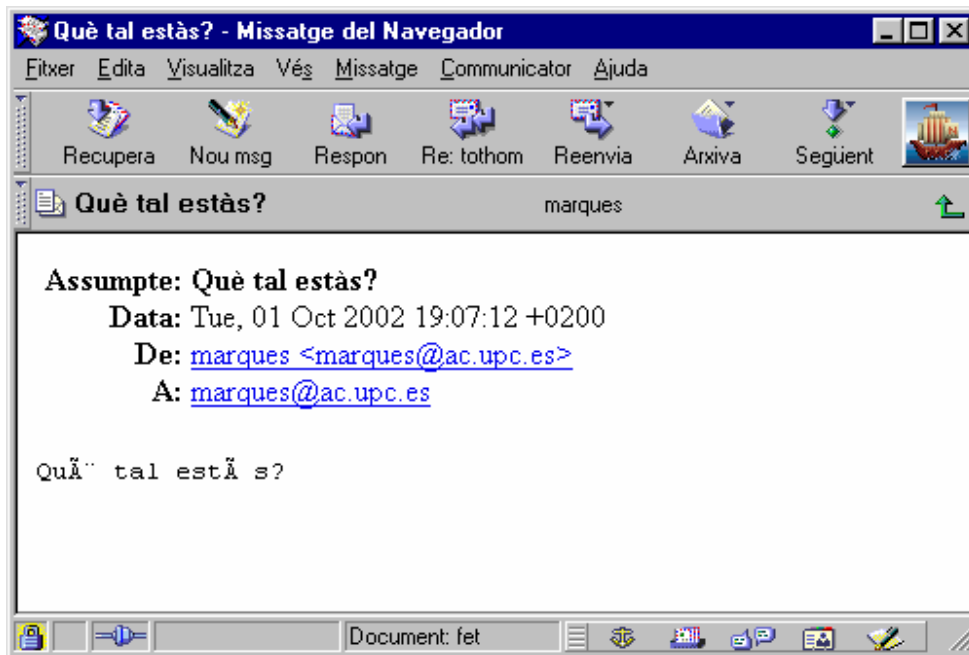 Què tal estàs? - Missatge del Navegador
Fitxer Edita Visualitza Vés Missatge Communicator Ajuda
Recupera Nou msg Respon Re: tothom Reenvia Arxiva Següent
Què tal estàs? marques
Assumpte: Què tal estàs?
Data: Tue, 01 Oct 2002 19:07:12 +0200
De: marques <marques@ac.upc.es>
A: marques@ac.upc.es
QuÃ¨ tal estÃ s?
Document: fet